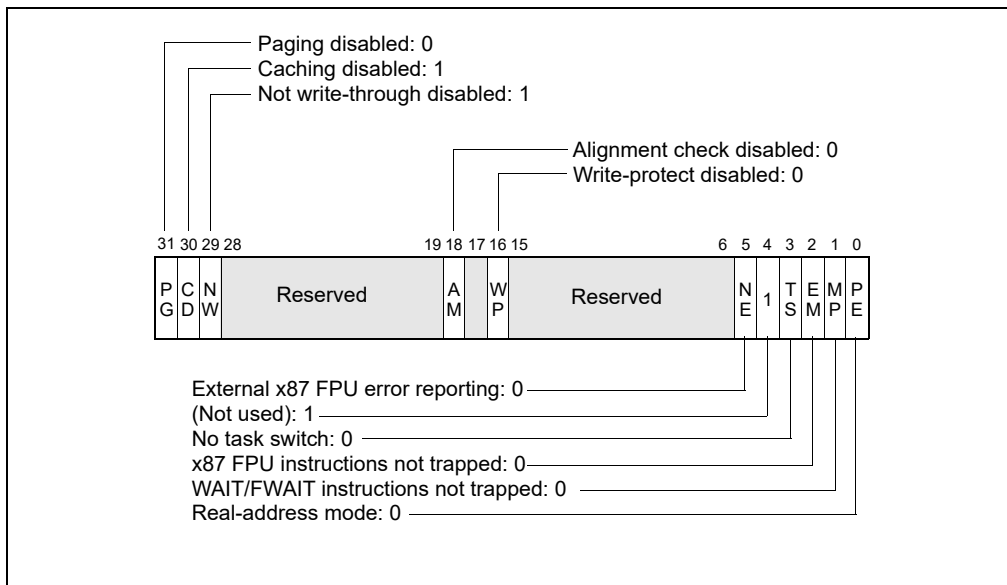 Paging disabled: 0
Caching disabled: 1
Not write-through disabled: 1
Alignment check disabled: 0
Write-protect disabled: 0
31 30 29 28 19 18 17 16 15 6 5 4 3 2 1 0
P G C D N W Reserved A M W P Reserved N E 1 T S E M M P P E
External x87 FPU error reporting: 0
(Not used): 1
No task switch: 0
x87 FPU instructions not trapped: 0
WAIT/FWAIT instructions not trapped: 0
Real-address mode: 0